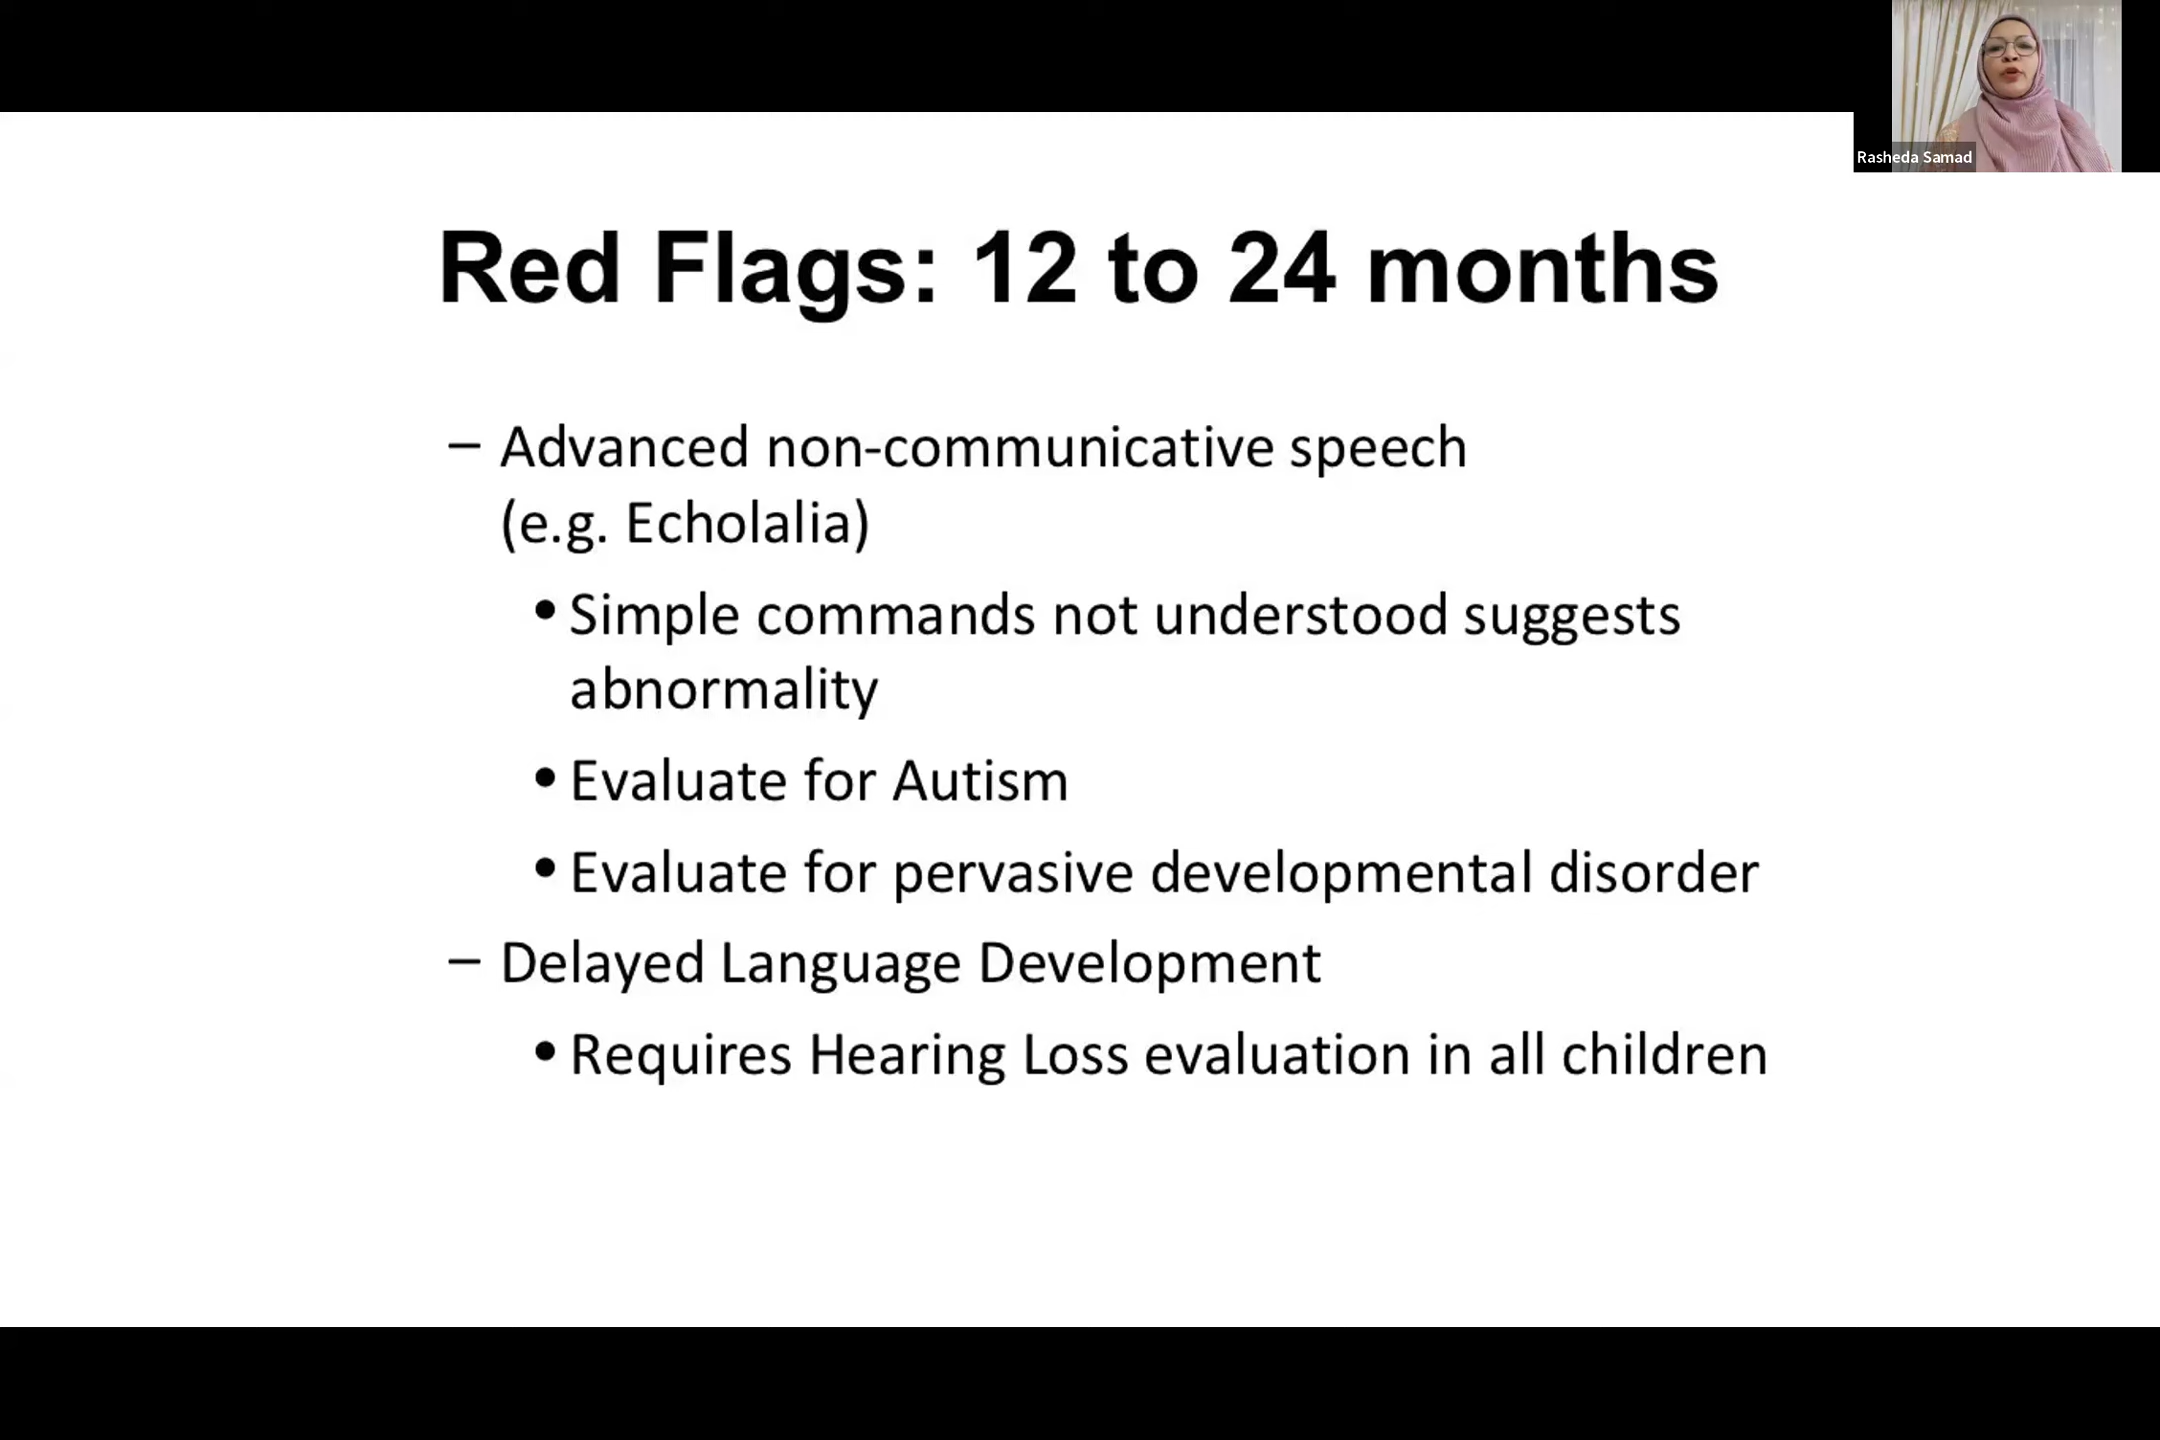 Rasheda Samad
Red Flags: 12 to 24 months
– Advanced non-communicative speech
(e.g. Echolalia)
• Simple commands not understood suggests
abnormality
• Evaluate for Autism
• Evaluate for pervasive developmental disorder
– Delayed Language Development
• Requires Hearing Loss evaluation in all children